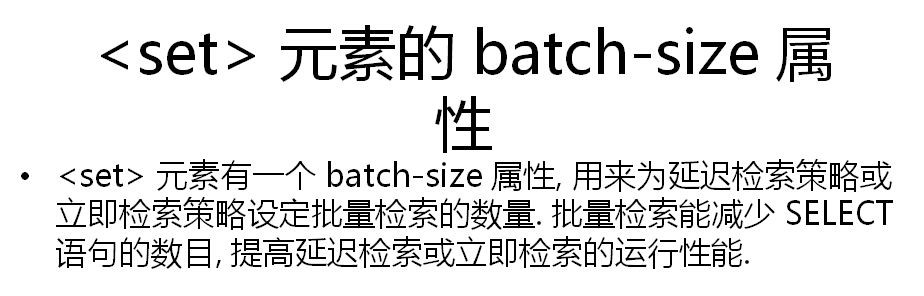 <set> 元素的 batch-size 属
性
• <set> 元素有一个 batch-size 属性, 用来为延迟检索策略或
立即检索策略设定批量检索的数量. 批量检索能减少 SELECT
语句的数目, 提高延迟检索或立即检索的运行性能.